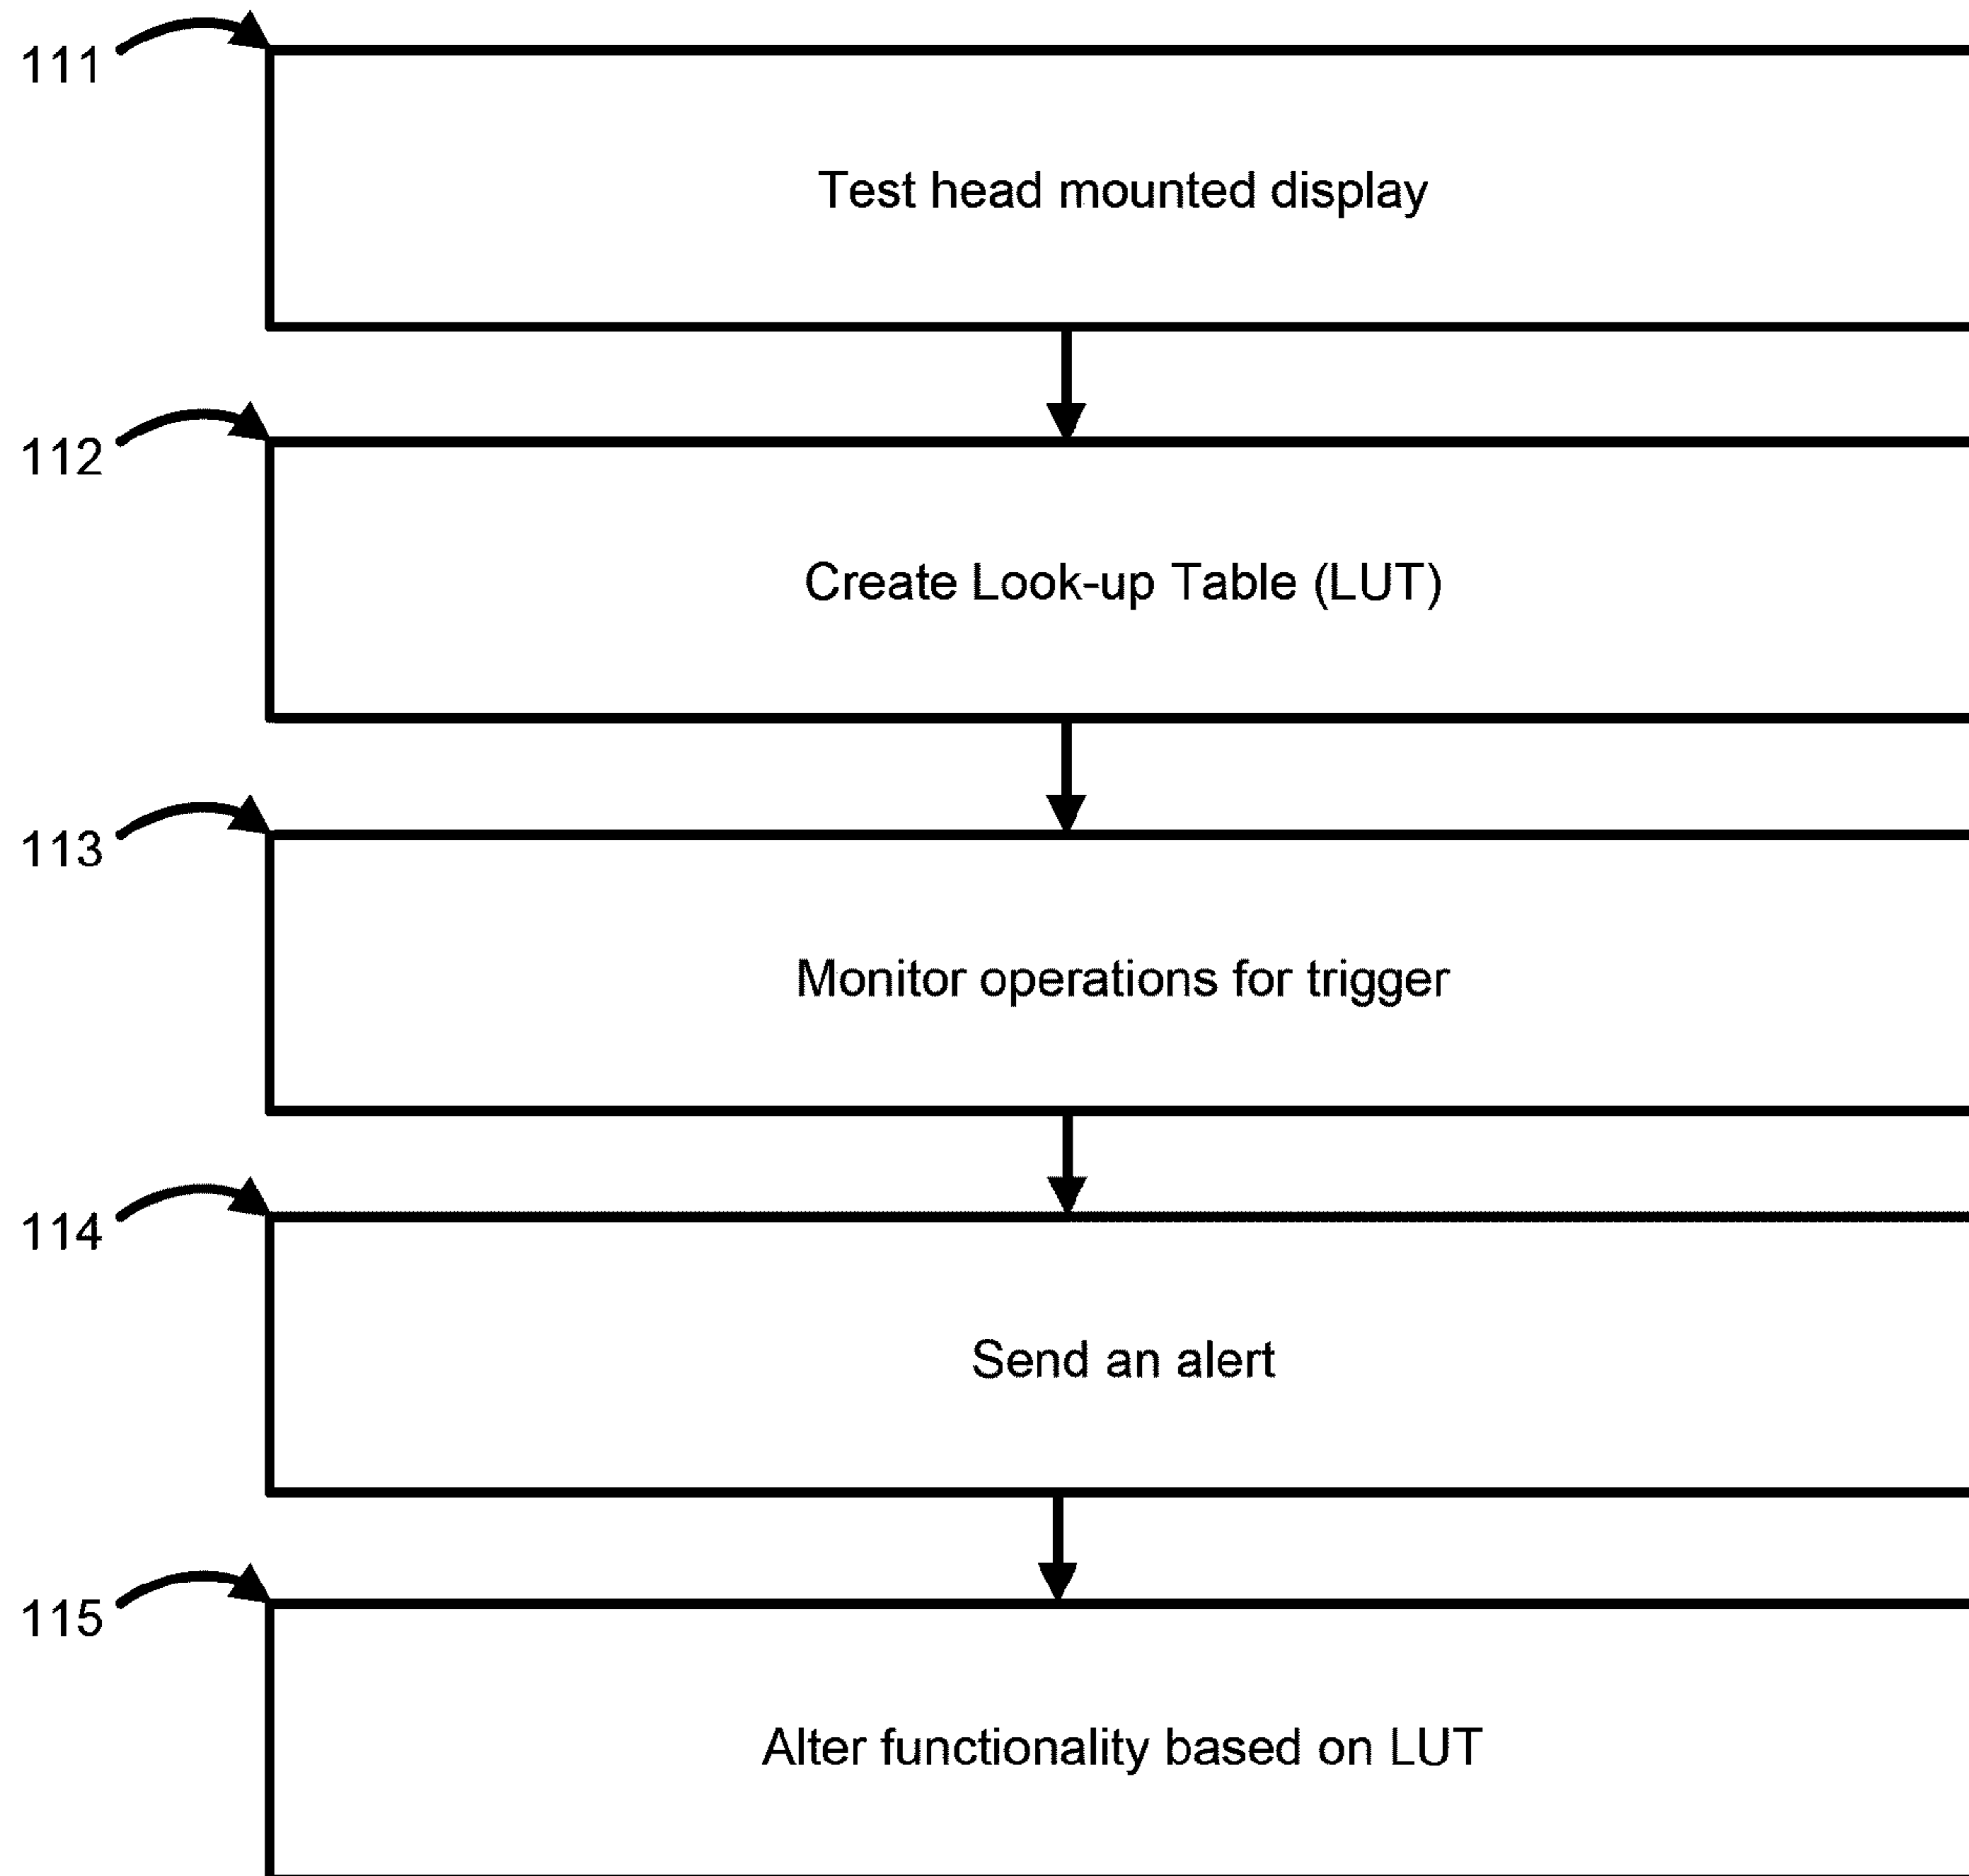 111
Test head mounted display
112
Create Look-up Table (LUT)
113
Monitor operations for trigger
114
Send an alert
115
Alter functionality based on LUT